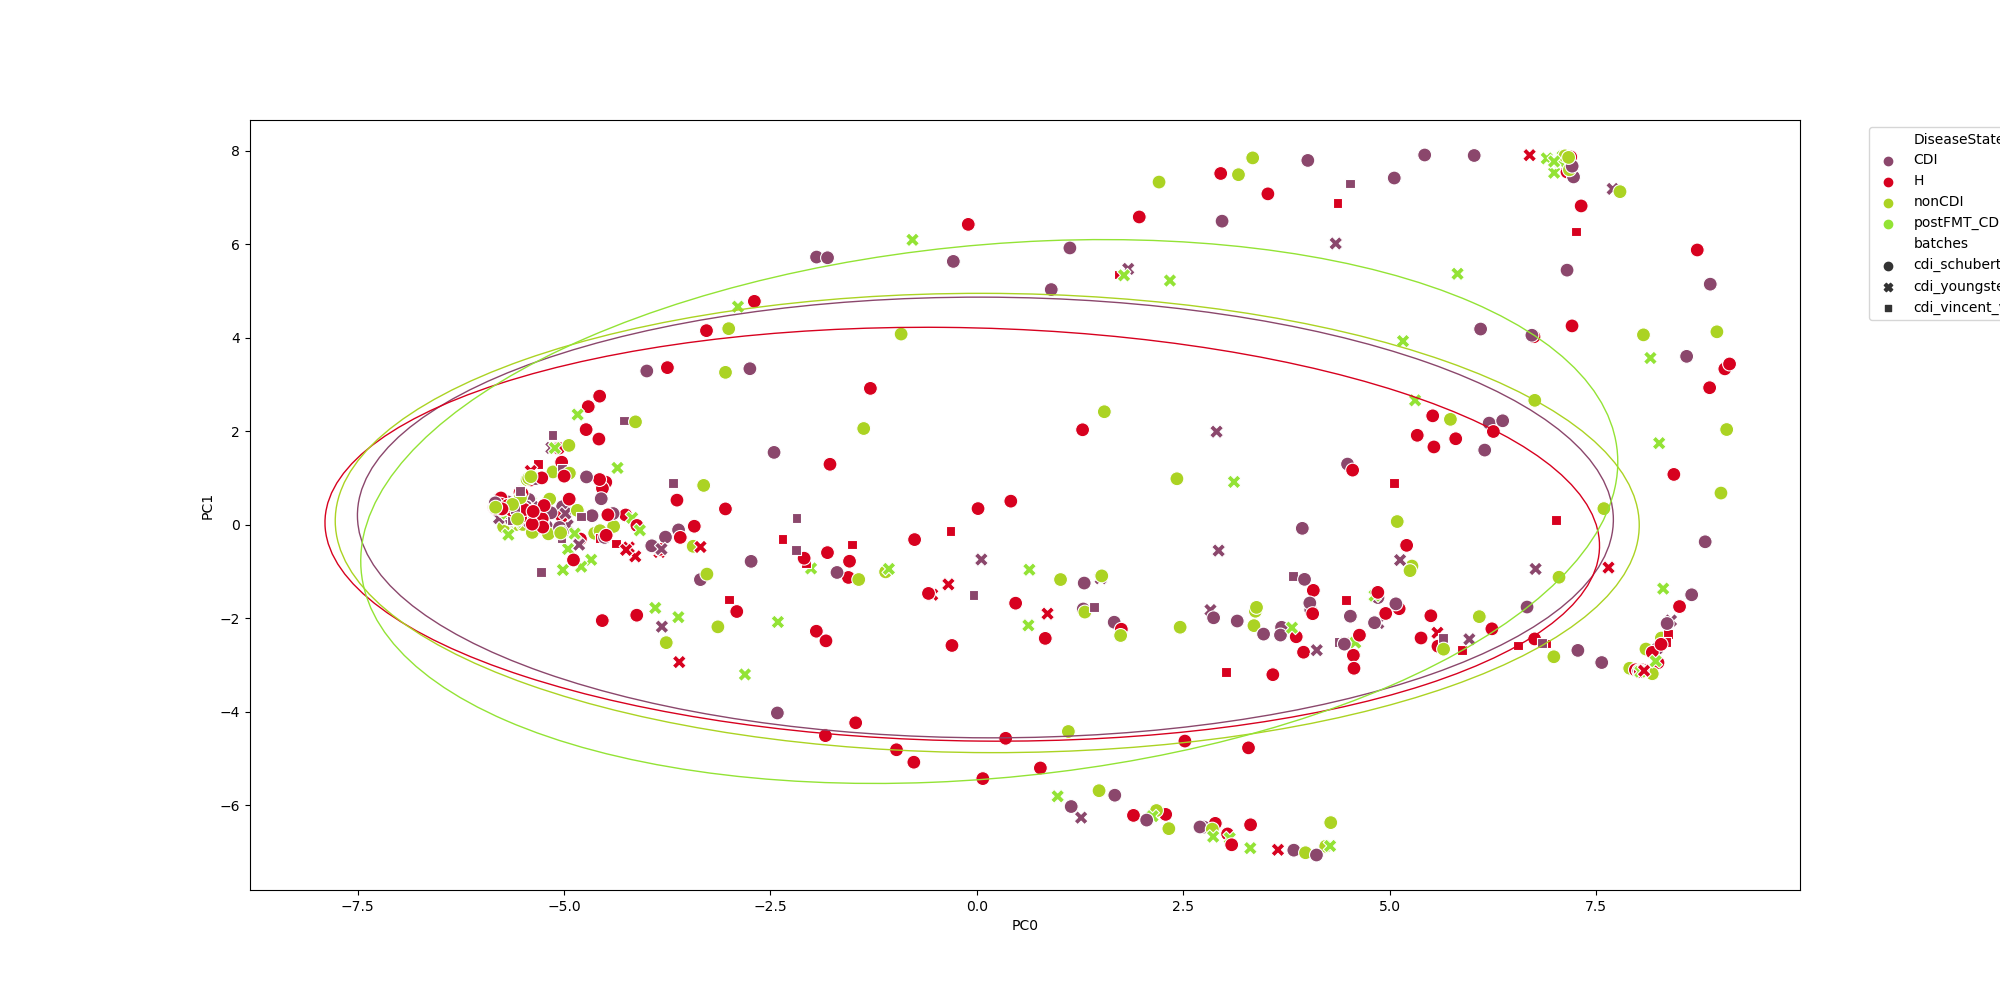 DiseaseState
CDI
H
nonCDI
postFMT_CD
batches
cdi_schubert
cdi_youngste
cdi_vincent_
PC1
8
6
4
2
0
−2
−4
−6
−7.5 −5.0 −2.5 0.0 2.5 5.0 7.5
PC0